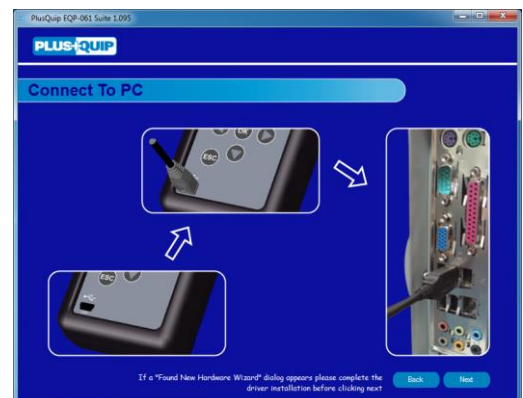 PlusQuip EQP-061 Suite 1.095
PLUS+QUIP
Connect To PC
OK
ESC
ESC
If a "Found New Hardware Wizard" dialog appears please complete the
driver installation before clicking next
Back
Next